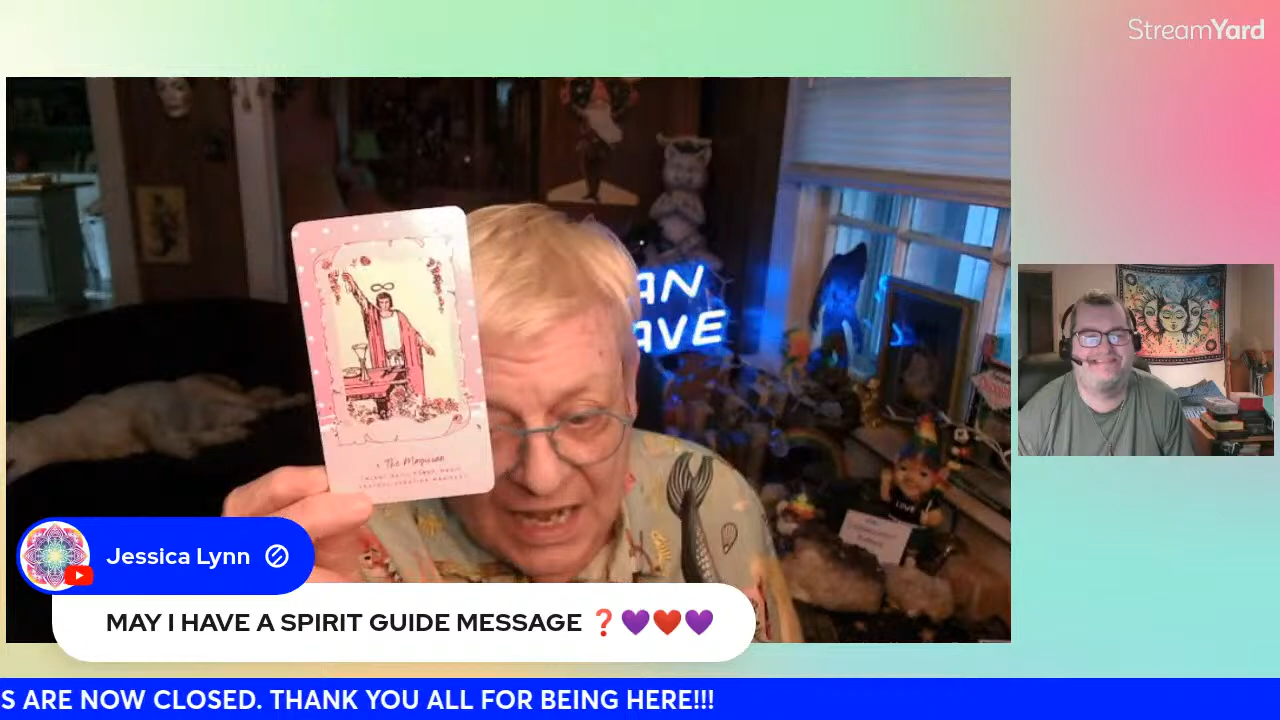 StreamYard
AN
AVE
The Magician
LOVE
Jessica Lynn
MAY I HAVE A SPIRIT GUIDE MESSAGE ❓💜❤️💜
S ARE NOW CLOSED. THANK YOU ALL FOR BEING HERE!!!